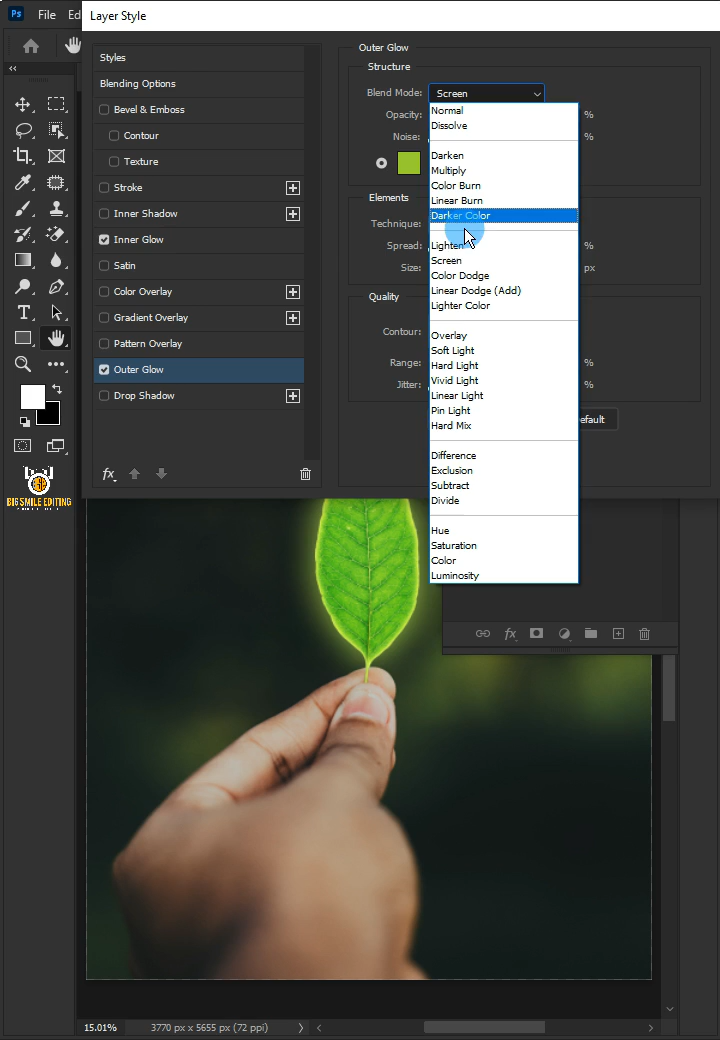 Ps File Ed
Layer Style
Styles
Blending Options
Bevel & Emboss
Contour
Texture
Stroke
Inner Shadow
Inner Glow
Satin
Color Overlay
Gradient Overlay
Pattern Overlay
Outer Glow
Drop Shadow
fx
Outer Glow
Structure
Blend Mode: Screen
Opacity: %
Noise: %
Elements
Technique:
Spread: %
Size: px
Quality
Contour:
Range: %
Jitter: %
efault
Normal
Dissolve
Darken
Multiply
Color Burn
Linear Burn
Darker Color
Lighten
Screen
Color Dodge
Linear Dodge (Add)
Lighter Color
Overlay
Soft Light
Hard Light
Vivid Light
Linear Light
Pin Light
Hard Mix
Difference
Exclusion
Subtract
Divide
Hue
Saturation
Color
Luminosity
BIG SMILE EDITING
fx
15.01% 3770 px x 5655 px (72 ppi)